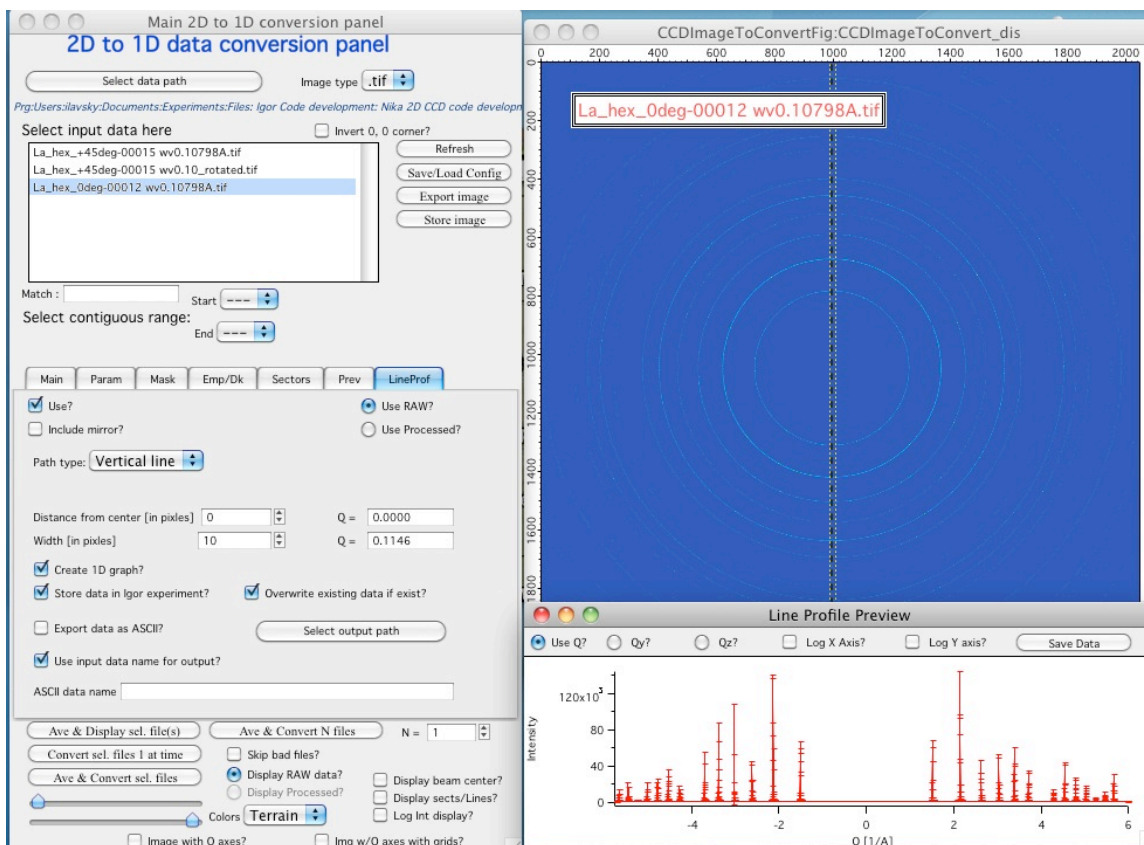 Main 2D to 1D conversion panel
2D to 1D data conversion panel
Select data path
Image type .tif
Prg:Users:ilavsky:Documents:Experiments:Files: Igor Code development: Nika 2D CCD code developn
Select input data here
Invert 0, 0 corner?
La_hex_+45deg-00015 wv0.10798A.tif
La_hex_+45deg-00015 wv0.10_rotated.tif
La_hex_0deg-00012 wv0.10798A.tif
Refresh
Save/Load Config
Export image
Store image
Match :
Start ---
Select contiguous range:
End ---
Main Param Mask Emp/Dk Sectors Prev LineProf
Use?
Use RAW?
Include mirror?
Use Processed?
Path type: Vertical line
Distance from center [in pixles] 0 Q = 0.0000
Width [in pixles] 10 Q = 0.1146
Create 1D graph?
Store data in Igor experiment?
Overwrite existing data if exist?
Export data as ASCII?
Select output path
Use input data name for output?
ASCII data name
Ave & Display sel. file(s)
Ave & Convert N files
N = 1
Convert sel. files 1 at time
Skip bad files?
Ave & Convert sel. files
Display RAW data?
Display Processed?
Display beam center?
Display sects/Lines?
Log Int display?
Colors Terrain
Image with Q axes?
Img w/Q axes with grids?
CCDImageToConvertFig:CCDImageToConvert_dis
0 200 400 600 800 1000 1200 1400 1600 1800 2000
0
200
400
600
800
1000
1200
1400
1600
1800
La_hex_0deg-00012 wv0.10798A.tif
Line Profile Preview
Use Q? Qy? Qz? Log X Axis? Log Y axis? Save Data
Intensity
120x10³
80
40
0
-4 -2 0 2 4 6
Q [1/A]